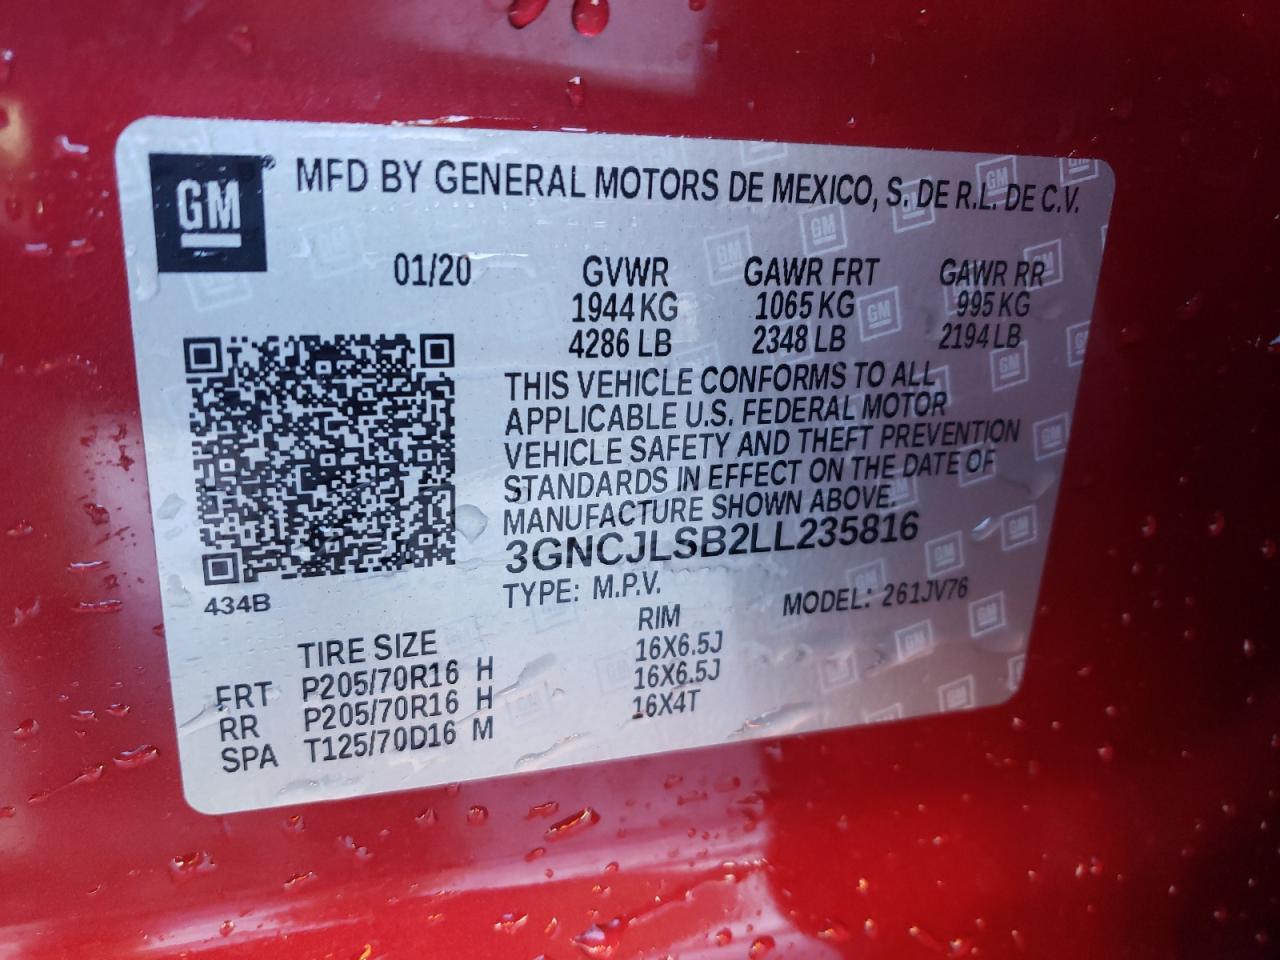 GM® MFD BY GENERAL MOTORS DE MEXICO, S. DE R.L. DE C.V.
01/20 GVWR GAWR FRT GAWR RR
1944 KG 1065 KG 995 KG
4286 LB 2348 LB 2194 LB
THIS VEHICLE CONFORMS TO ALL
APPLICABLE U.S. FEDERAL MOTOR
VEHICLE SAFETY AND THEFT PREVENTION
STANDARDS IN EFFECT ON THE DATE OF
MANUFACTURE SHOWN ABOVE.
3GNCJLSB2LL235816
434B
TYPE: M.P.V. MODEL: 261JV76
TIRE SIZE RIM
FRT P205/70R16 H 16X6.5J
RR P205/70R16 H 16X6.5J
SPA T125/70D16 M 16X4T